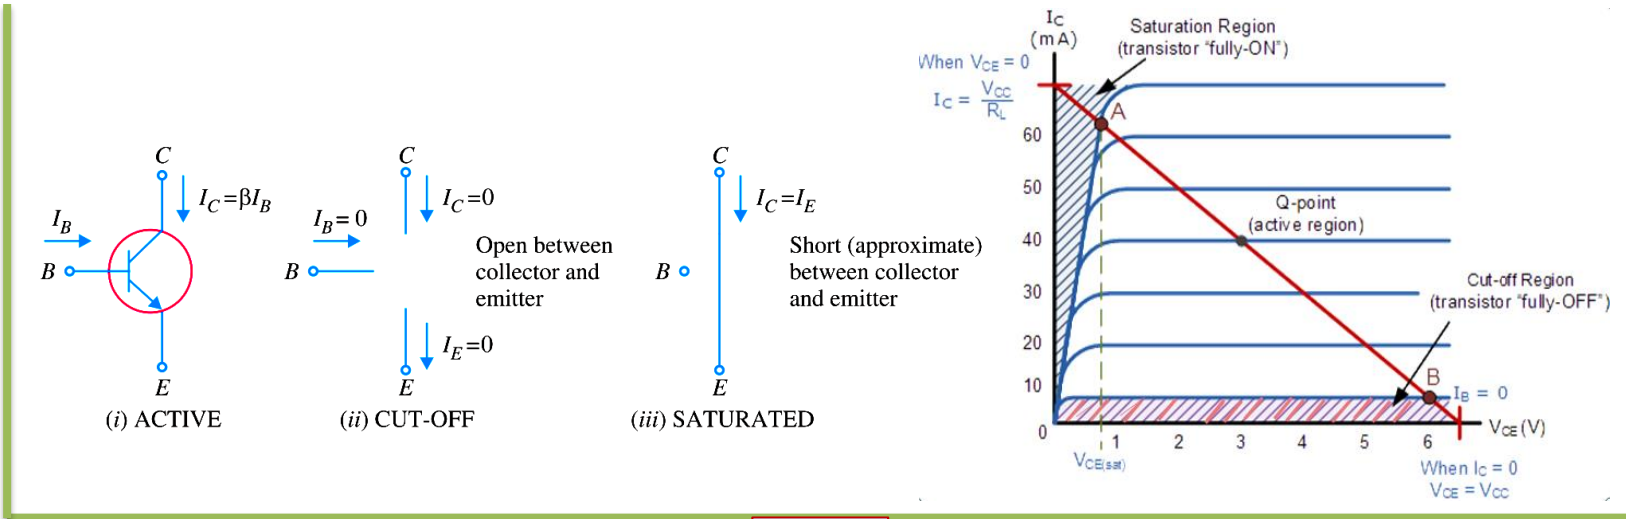 C
I_C=βI_B
I_B
B
E
(i) ACTIVE
C
I_C=0
I_B= 0
B
Open between
collector and
emitter
I_E=0
E
(ii) CUT-OFF
C
I_C=I_E
B
Short (approximate)
between collector
and emitter
E
(iii) SATURATED
I_C
(mA)
Saturation Region
(transistor "fully-ON")
When V_CE = 0
I_C = V_CC / R_L
A
60
50
40
30
20
10
0
Q-point
(active region)
Cut-off Region
(transistor "fully-OFF")
B
I_B = 0
1 2 3 4 5 6
V_CE (V)
V_CE(sat)
When I_C = 0
V_CE = V_CC